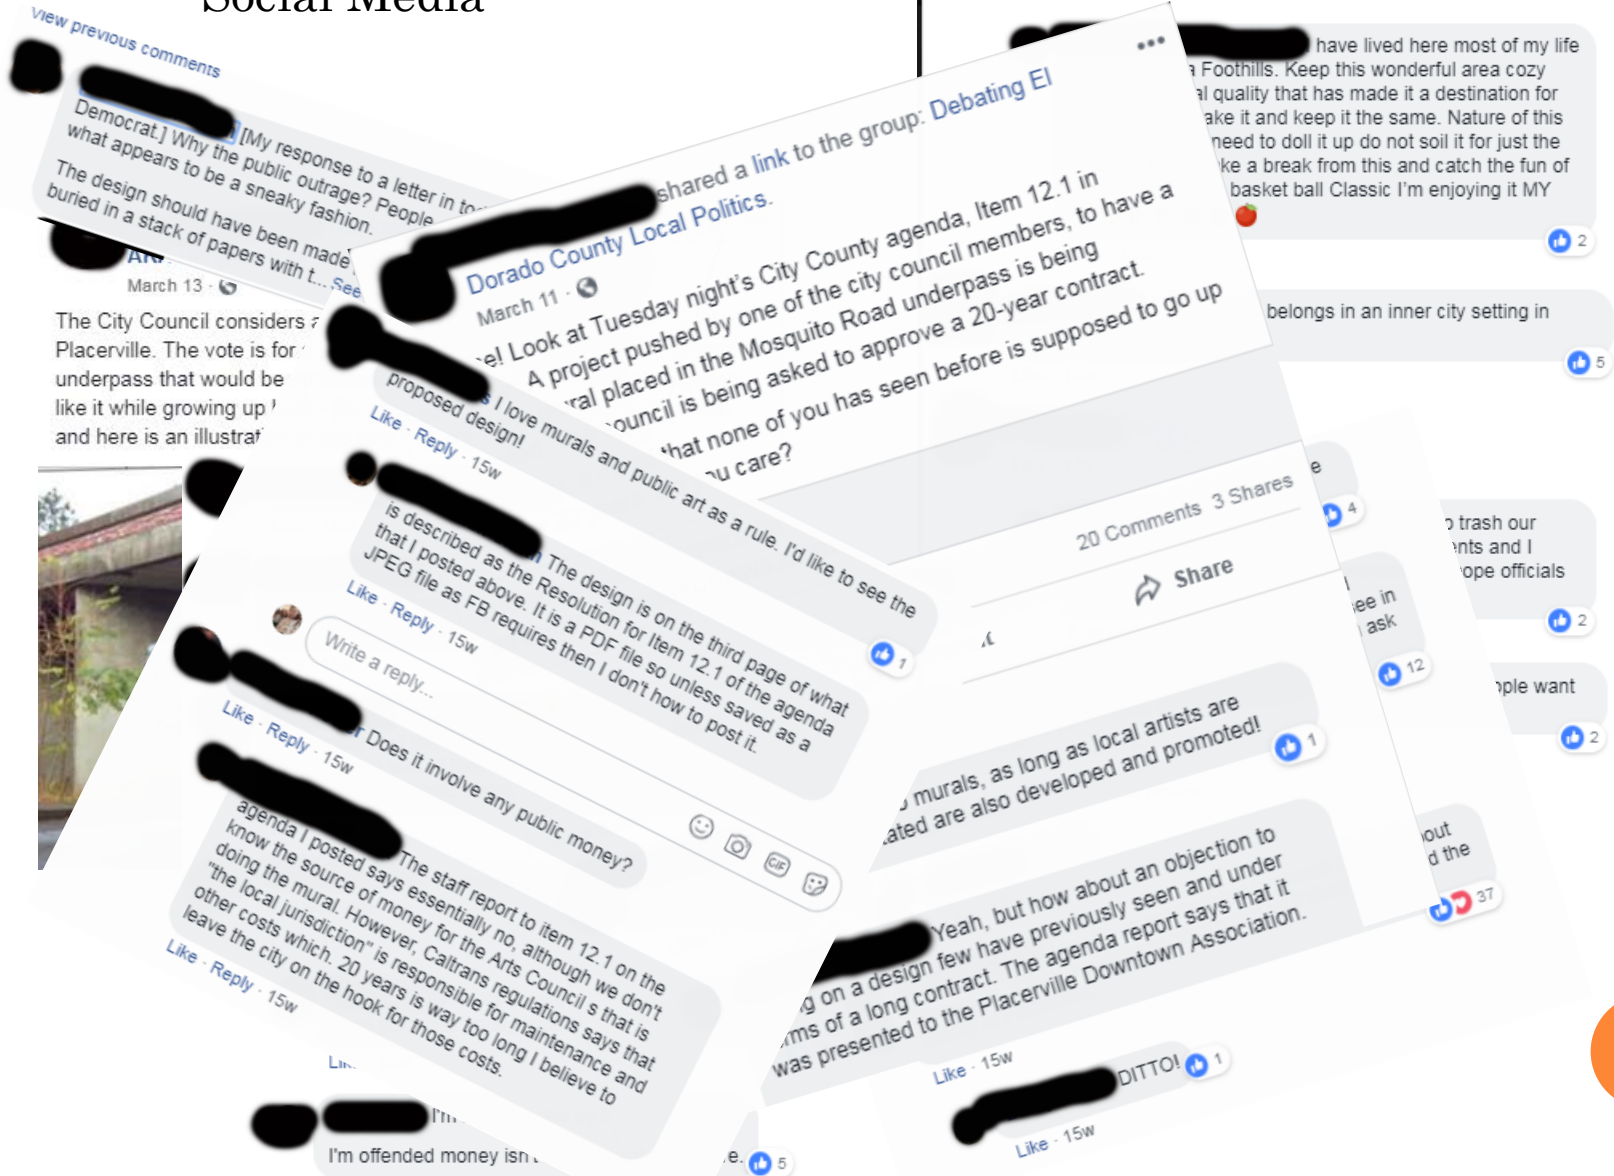 Social Media
View previous comments
[My response to a letter in
Democrat.] Why the public outrage? People
what appears to be a sneaky fashion.
The design should have been made
buried in a stack of papers with t... See
March 13 ·
The City Council considers a
Placerville. The vote is for
underpass that would be
like it while growing up
and here is an
shared a link to the group: Debating El
Dorado County Local Politics.
March 11 ·
Look at Tuesday night's City County agenda, Item 12.1 in
A project pushed by one of the city council members, to have a
placed in the Mosquito Road underpass is being
is being asked to approve a 20-year contract.
that none of you has seen before is supposed to go up
care?
20 Comments 3 Shares
Share
I love murals and public art as a rule. I'd like to see the
proposed design!
Like · Reply · 15w
1
The design is on the third page of what
is described as the Resolution for Item 12.1 of the agenda
that I posted above. It is a PDF file so unless saved as a
JPEG file as FB requires then I don't how to post it.
Like · Reply · 15w
Write a reply...
GIF
Does it involve any public money?
Like · Reply · 15w
The staff report to item 12.1 on the
agenda I posted says essentially no, although we don't
know the source of money for the Arts Council s that is
doing the mural. However, Caltrans regulations says that
"the local jurisdiction" is responsible for maintenance and
other costs which. 20 years is way too long I believe to
leave the city on the hook for those costs.
Like · Reply · 15w
I'm
I'm offended money
5
murals, as long as local artists are
are also developed and promoted!
1
Yeah, but how about an objection to
on a design few have previously seen and under
of a long contract. The agenda report says that it
was presented to the Placerville Downtown Association.
Like · 15w
DITTO! 1
Like · 15w
have lived here most of my life
Foothills. Keep this wonderful area cozy
quality that has made it a destination for
it and keep it the same. Nature of this
need to doll it up do not soil it for just the
a break from this and catch the fun of
basket ball Classic I'm enjoying it MY
2
belongs in an inner city setting in
5
4
trash our
and I
officials
2
see in
ask
12
want
2
the
37